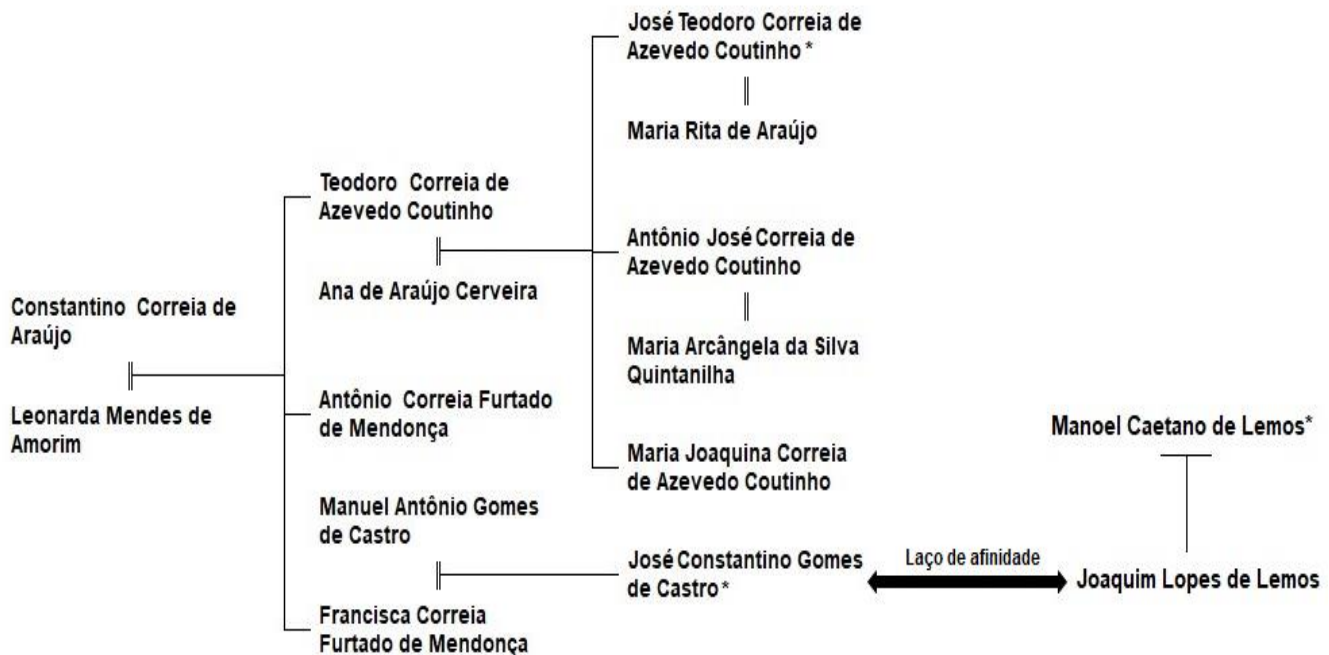 José Teodoro Correia de
Azevedo Coutinho *
Maria Rita de Araújo
Teodoro Correia de
Azevedo Coutinho
Antônio José Correia de
Azevedo Coutinho
Ana de Araújo Cerveira
Constantino Correia de
Araújo
Maria Arcângela da Silva
Quintanilha
Leonarda Mendes de
Amorim
Antônio Correia Furtado
de Mendonça
Manoel Caetano de Lemos*
Maria Joaquina Correia
de Azevedo Coutinho
Manuel Antônio Gomes
de Castro
José Constantino Gomes
de Castro *
Laço de afinidade
Joaquim Lopes de Lemos
Francisca Correia
Furtado de Mendonça